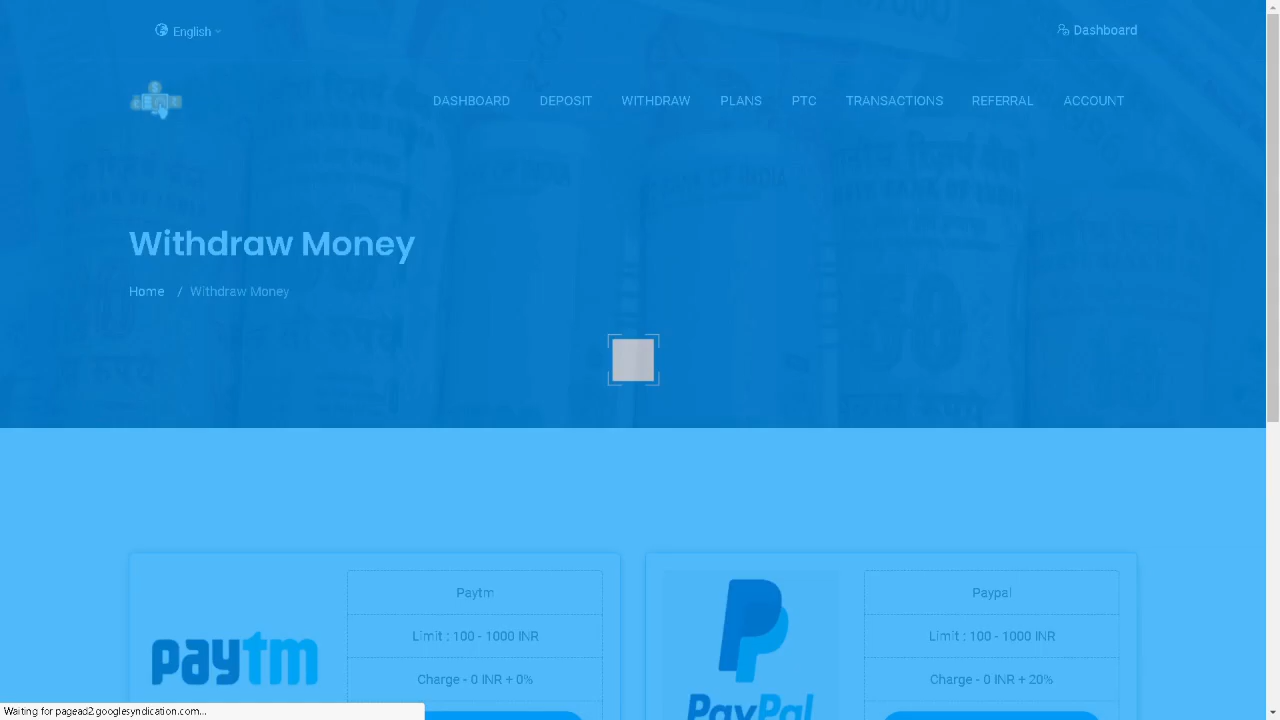 English
Dashboard
DASHBOARD DEPOSIT WITHDRAW PLANS PTC TRANSACTIONS REFERRAL ACCOUNT
Withdraw Money
Home / Withdraw Money
Paytm
Limit : 100 - 1000 INR
Charge - 0 INR + 0%
paytm
Paypal
Limit : 100 - 1000 INR
Charge - 0 INR + 20%
PayPal
Waiting for pagead2.googlesyndication.com...